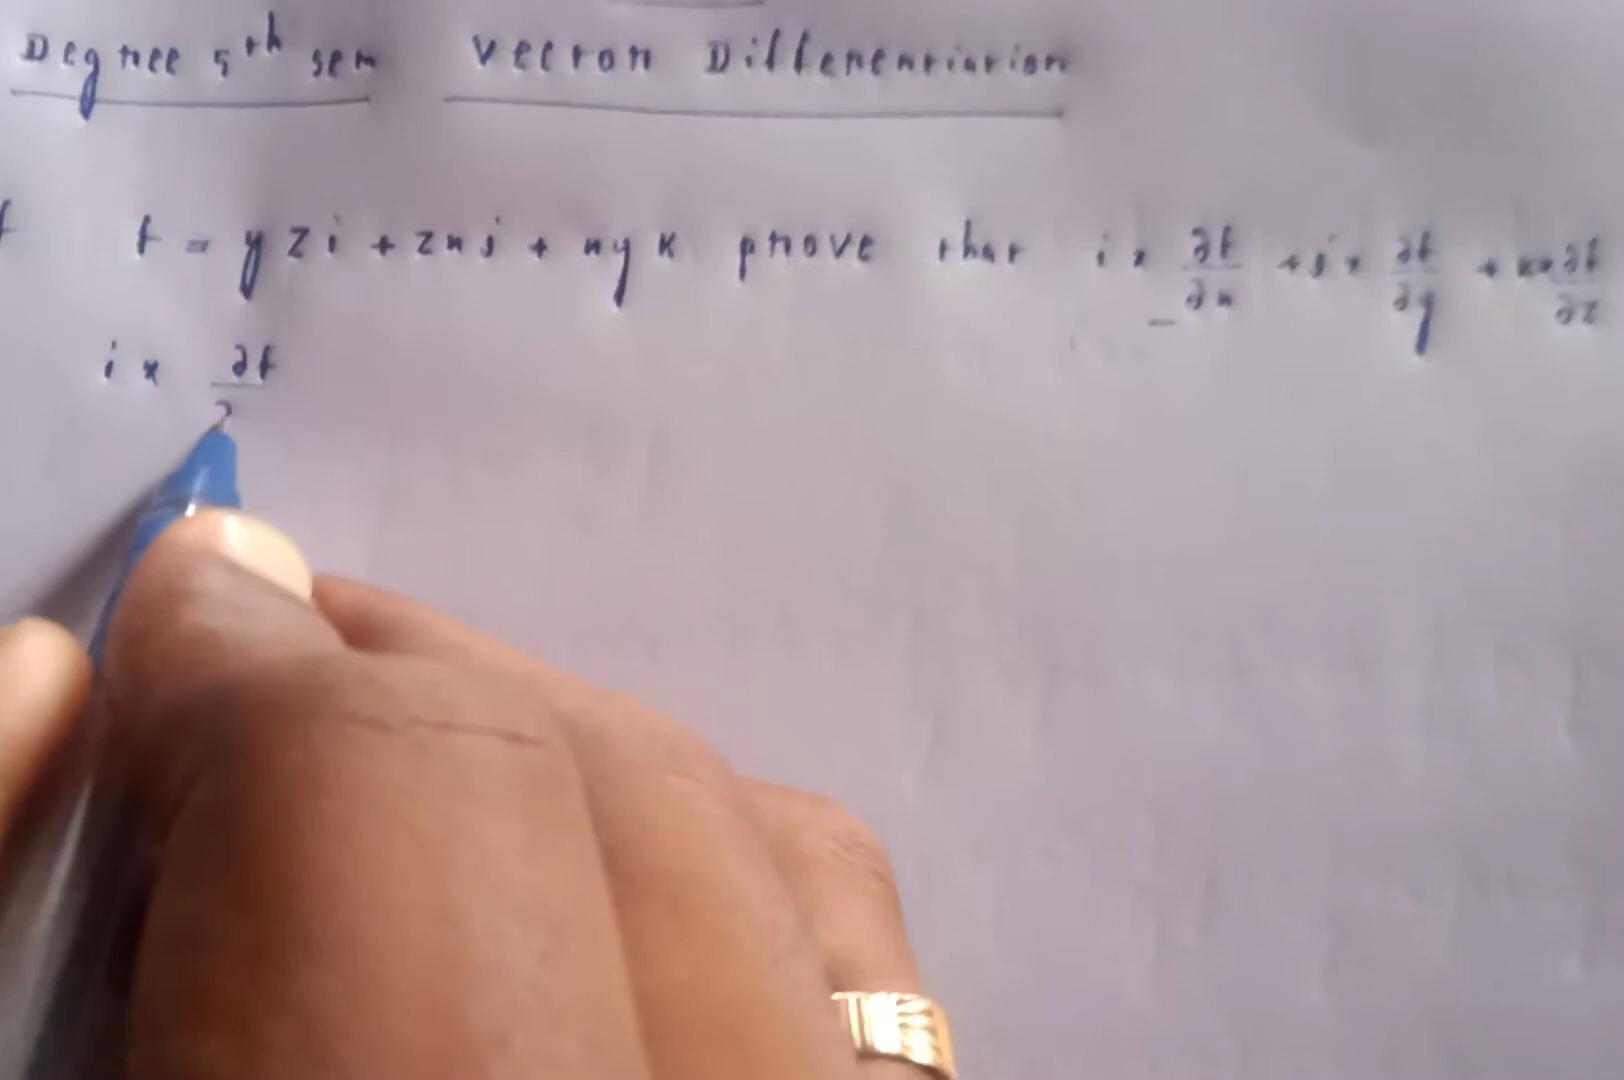 Degree 5th sem Vector Differentiation
f f = yzi + zxj + xyk prove that i × ∂f/∂x + j × ∂f/∂y + k × ∂f/∂z
i × ∂f/∂